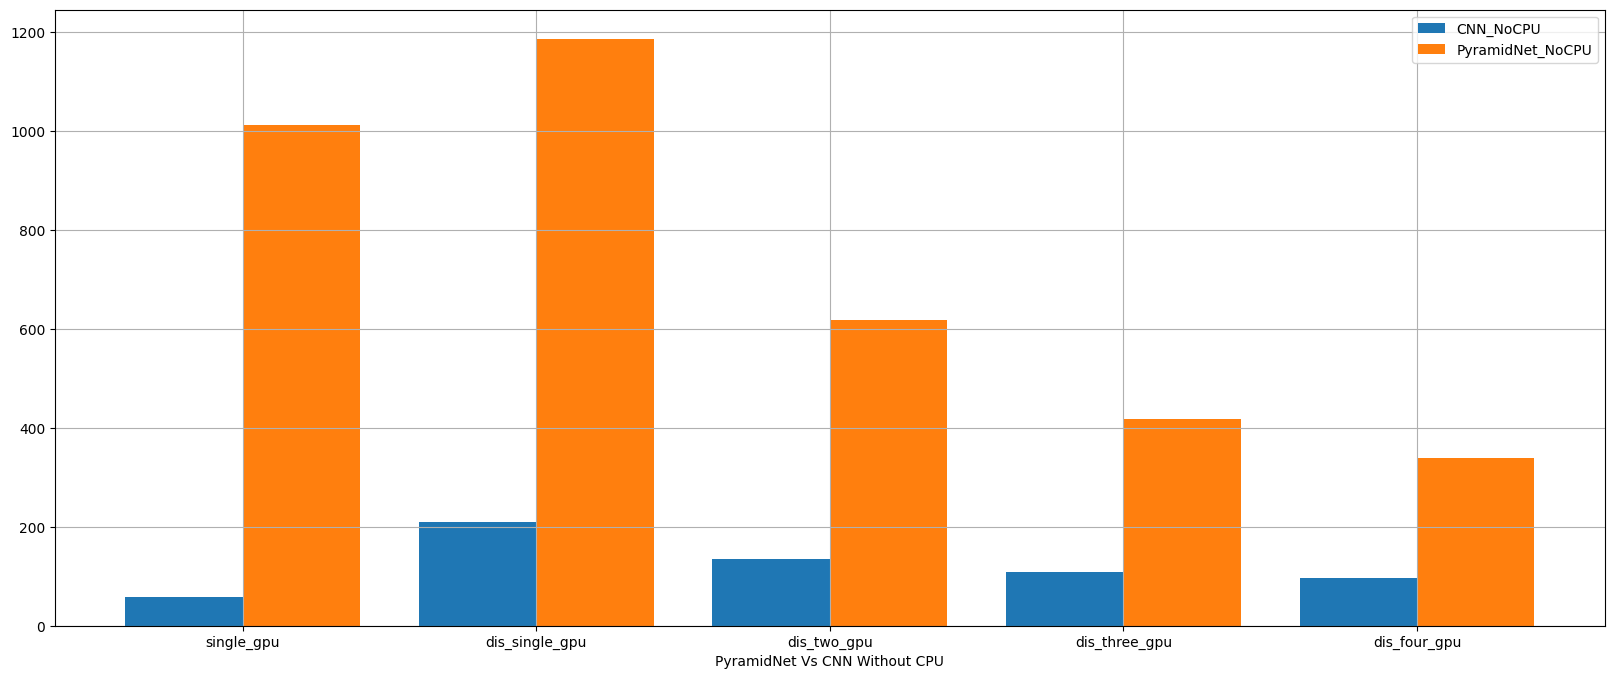 1200
1000
800
600
400
200
0
CNN_NoCPU
PyramidNet_NoCPU
single_gpu dis_single_gpu dis_two_gpu dis_three_gpu dis_four_gpu
PyramidNet Vs CNN Without CPU